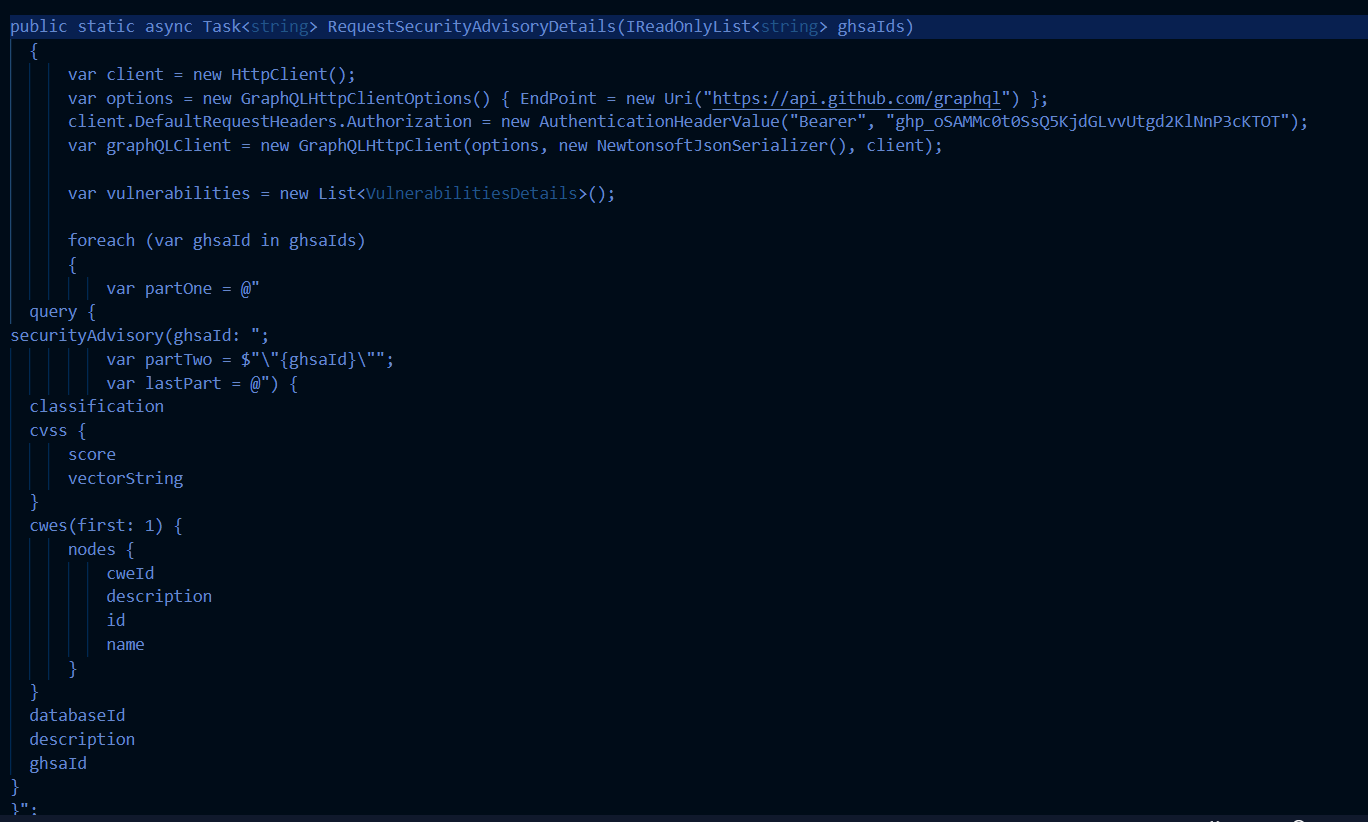 public static async Task<string> RequestSecurityAdvisoryDetails(IReadOnlyList<string> ghsaIds)
{
var client = new HttpClient();
var options = new GraphQLHttpClientOptions() { EndPoint = new Uri("https://api.github.com/graphql") };
client.DefaultRequestHeaders.Authorization = new AuthenticationHeaderValue("Bearer", "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");
var graphQLClient = new GraphQLHttpClient(options, new NewtonsoftJsonSerializer(), client);
var vulnerabilities = new List<VulnerabilitiesDetails>();
foreach (var ghsaId in ghsaIds)
{
var partOne = @"
query {
securityAdvisory(ghsaId: ";
var partTwo = $"\"{ghsaId}\"";
var lastPart = @") {
classification
cvss {
score
vectorString
}
cwes(first: 1) {
nodes {
cweId
description
id
name
}
}
databaseId
description
ghsaId
}
}";